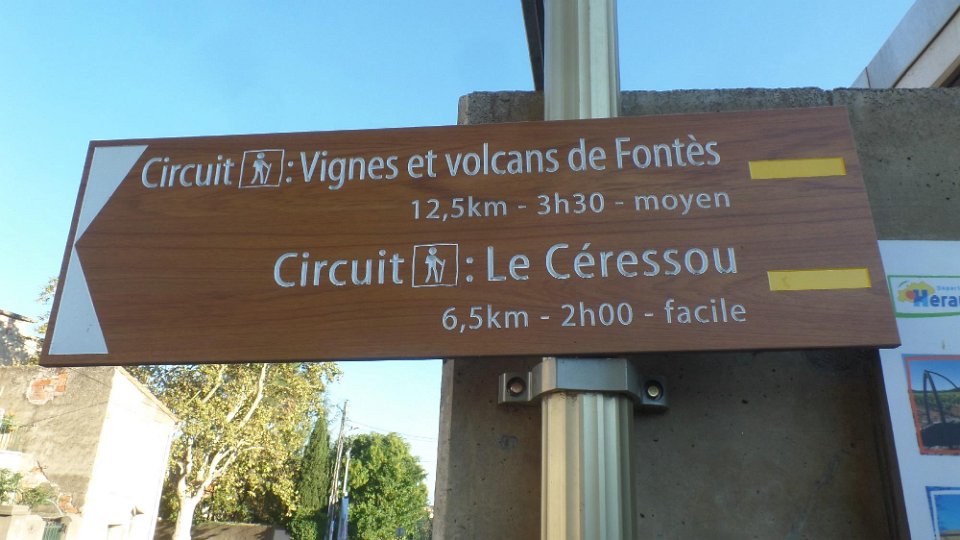 Circuit : Vignes et volcans de Fontès
12,5km - 3h30 - moyen
Circuit : Le Céressou
6,5km - 2h00 - facile